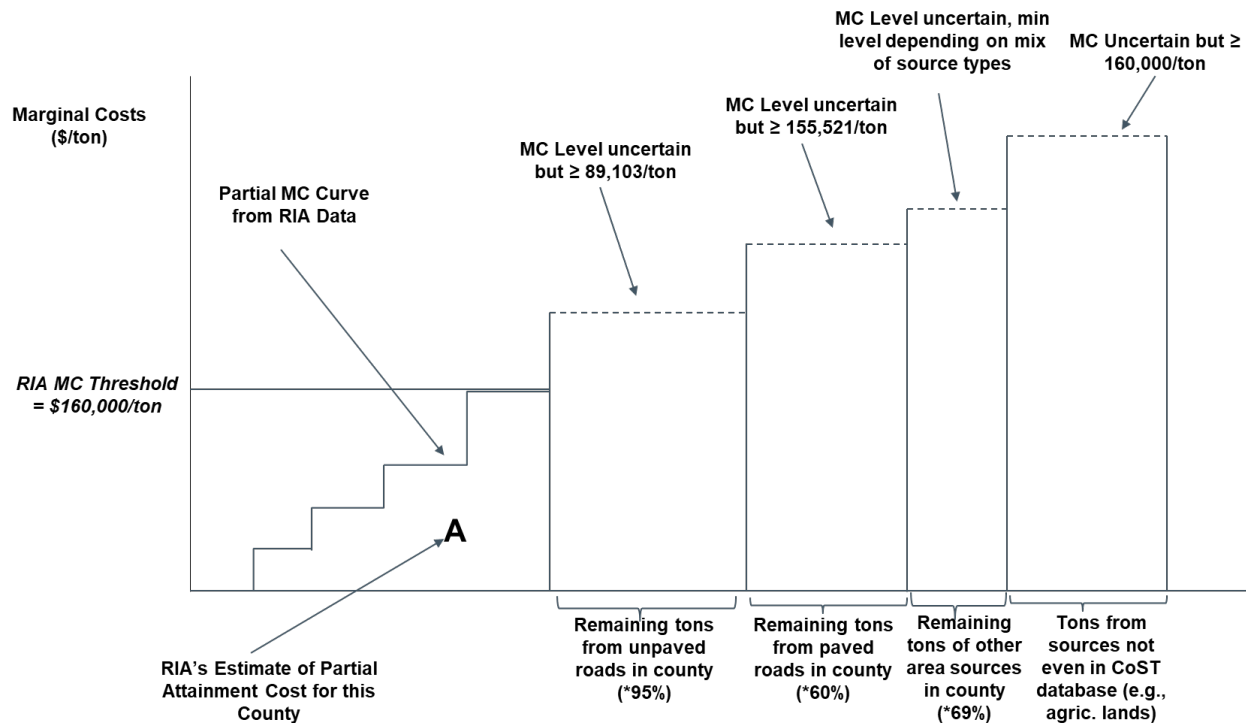 MC Level uncertain, min
level depending on mix
of source types
MC Uncertain but ≥
160,000/ton
MC Level uncertain
but ≥ 155,521/ton
Marginal Costs
($/ton)
MC Level uncertain
but ≥ 89,103/ton
Partial MC Curve
from RIA Data
RIA MC Threshold
= $160,000/ton
A
RIA's Estimate of Partial
Attainment Cost for this
County
Remaining tons
from unpaved
roads in county
(*95%)
Remaining tons
from paved
roads in county
(*60%)
Remaining
tons of other
area sources
in county
(*69%)
Tons from
sources not
even in CoST
database (e.g.,
agric. lands)